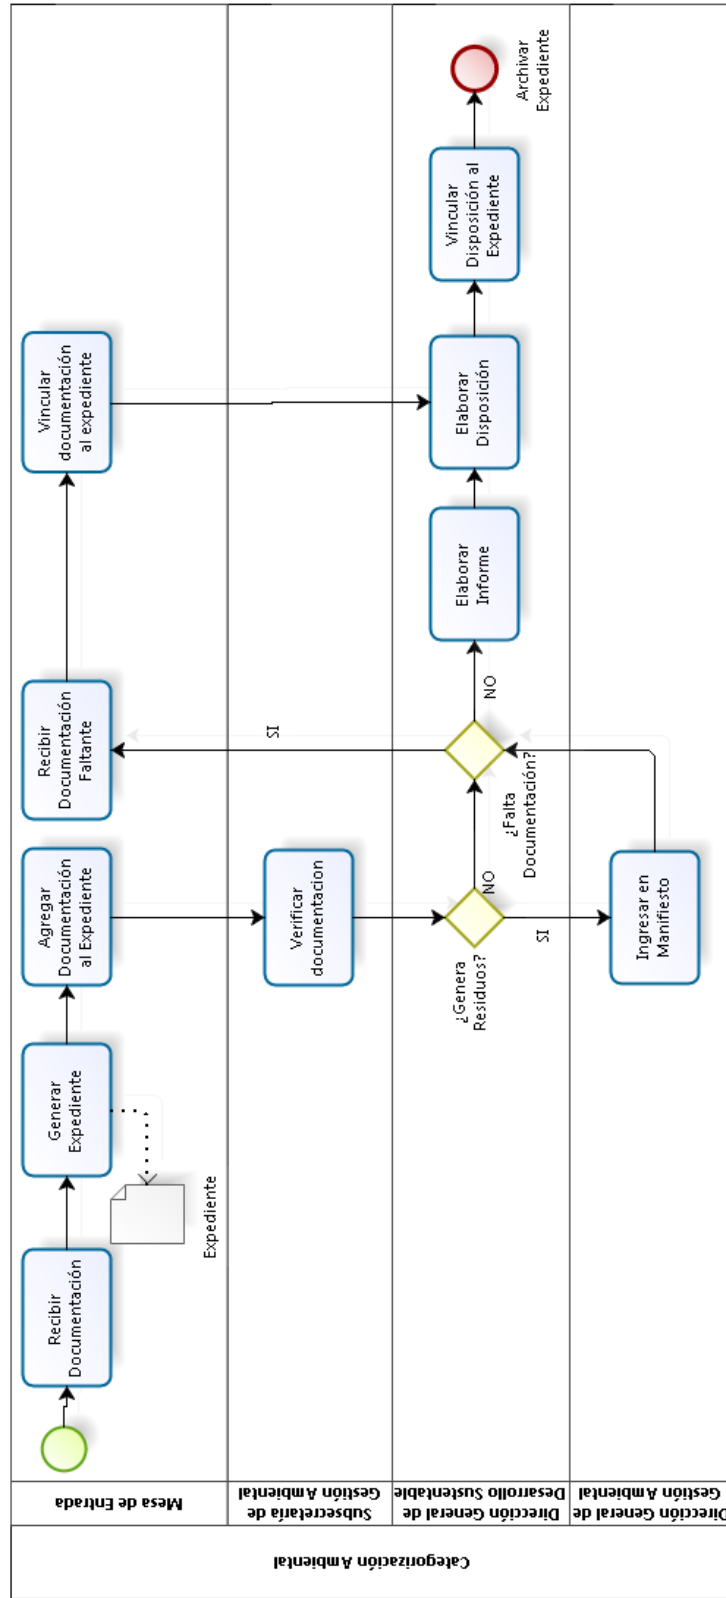 Categorización Ambiental
Mesa de Entrada
Recibir
Documentación
Generar
Expediente
Expediente
Agregar
Documentación
al Expediente
Recibir
Documentación
Faltante
Vincular
documentación
al expediente
Subsecretaría de
Gestión Ambiental
Verificar
documentacion
Dirección General de
Desarrollo Sustentable
¿Genera
Residuos?
NO
SI
¿Falta
Documentación?
SI
NO
Elaborar
Informe
Elaborar
Disposición
Vincular
Disposición al
Expediente
Archivar
Expediente
Dirección General de
Gestión Ambiental
Ingresar en
Manifiesto